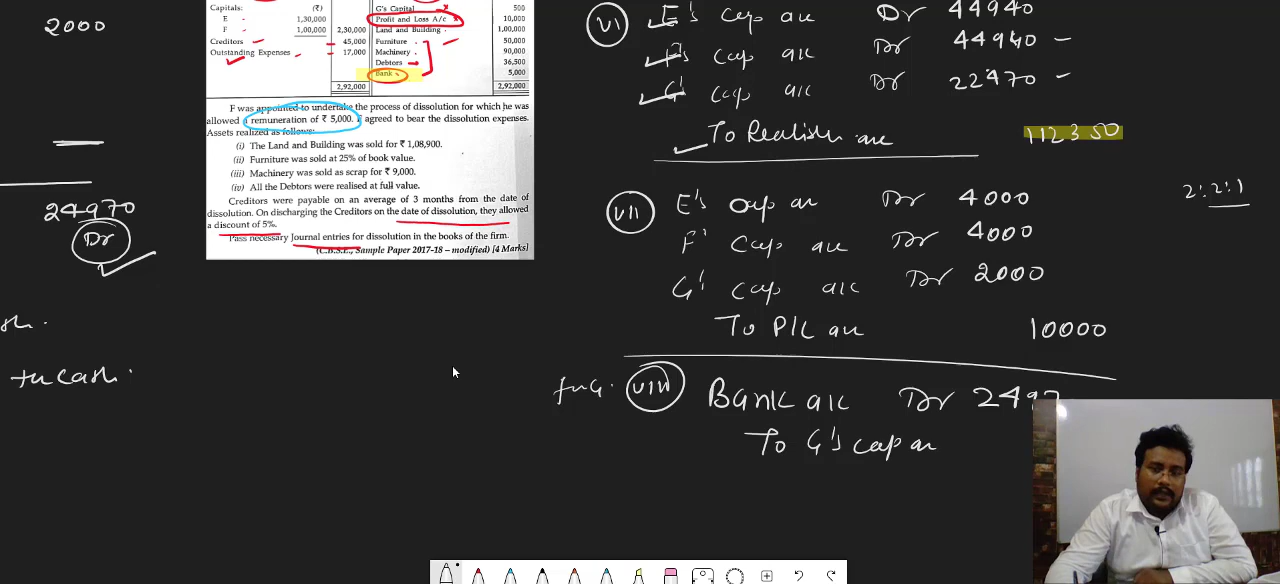 2000
24970
Dr
tu cash.
Capitals: (₹) G's Capital 500
E - 1,30,000 Profit and Loss A/c 10,000
F - 1,00,000 2,30,000 Land and Building 1,00,000
Creditors 45,000 Furniture 50,000
Outstanding Expenses 17,000 Machinery 90,000
Debtors 36,500
Bank 5,000
2,92,000 2,92,000
F was appointed to undertake the process of dissolution for which he was
allowed a remuneration of ₹ 5,000. agreed to bear the dissolution expenses.
Assets realized as follows:
(i) The Land and Building was sold for ₹ 1,08,900.
(ii) Furniture was sold at 25% of book value.
(iii) Machinery was sold as scrap for ₹ 9,000.
(iv) All the Debtors were realised at full value.
Creditors were payable on an average of 3 months from the date of
dissolution. On discharging the Creditors on the date of dissolution, they allowed
a discount of 5%.
Pass necessary Journal entries for dissolution in the books of the firm.
(C.B.S.E. Sample Paper 2017-18 – modified) [4 Marks]
VI E's Cap au Dr 44940
F's Cap a/c Dr 44940 –
G's Cap a/c Dr 22470 –
To Realisn au 112350
VII E's Cap au Dr 4000
F' Cap au Dr 4000
G's Cap a/c Dr 2000
To P/L au 10000
2:2:1
VIII Bank a/c Dr
To G's cap au